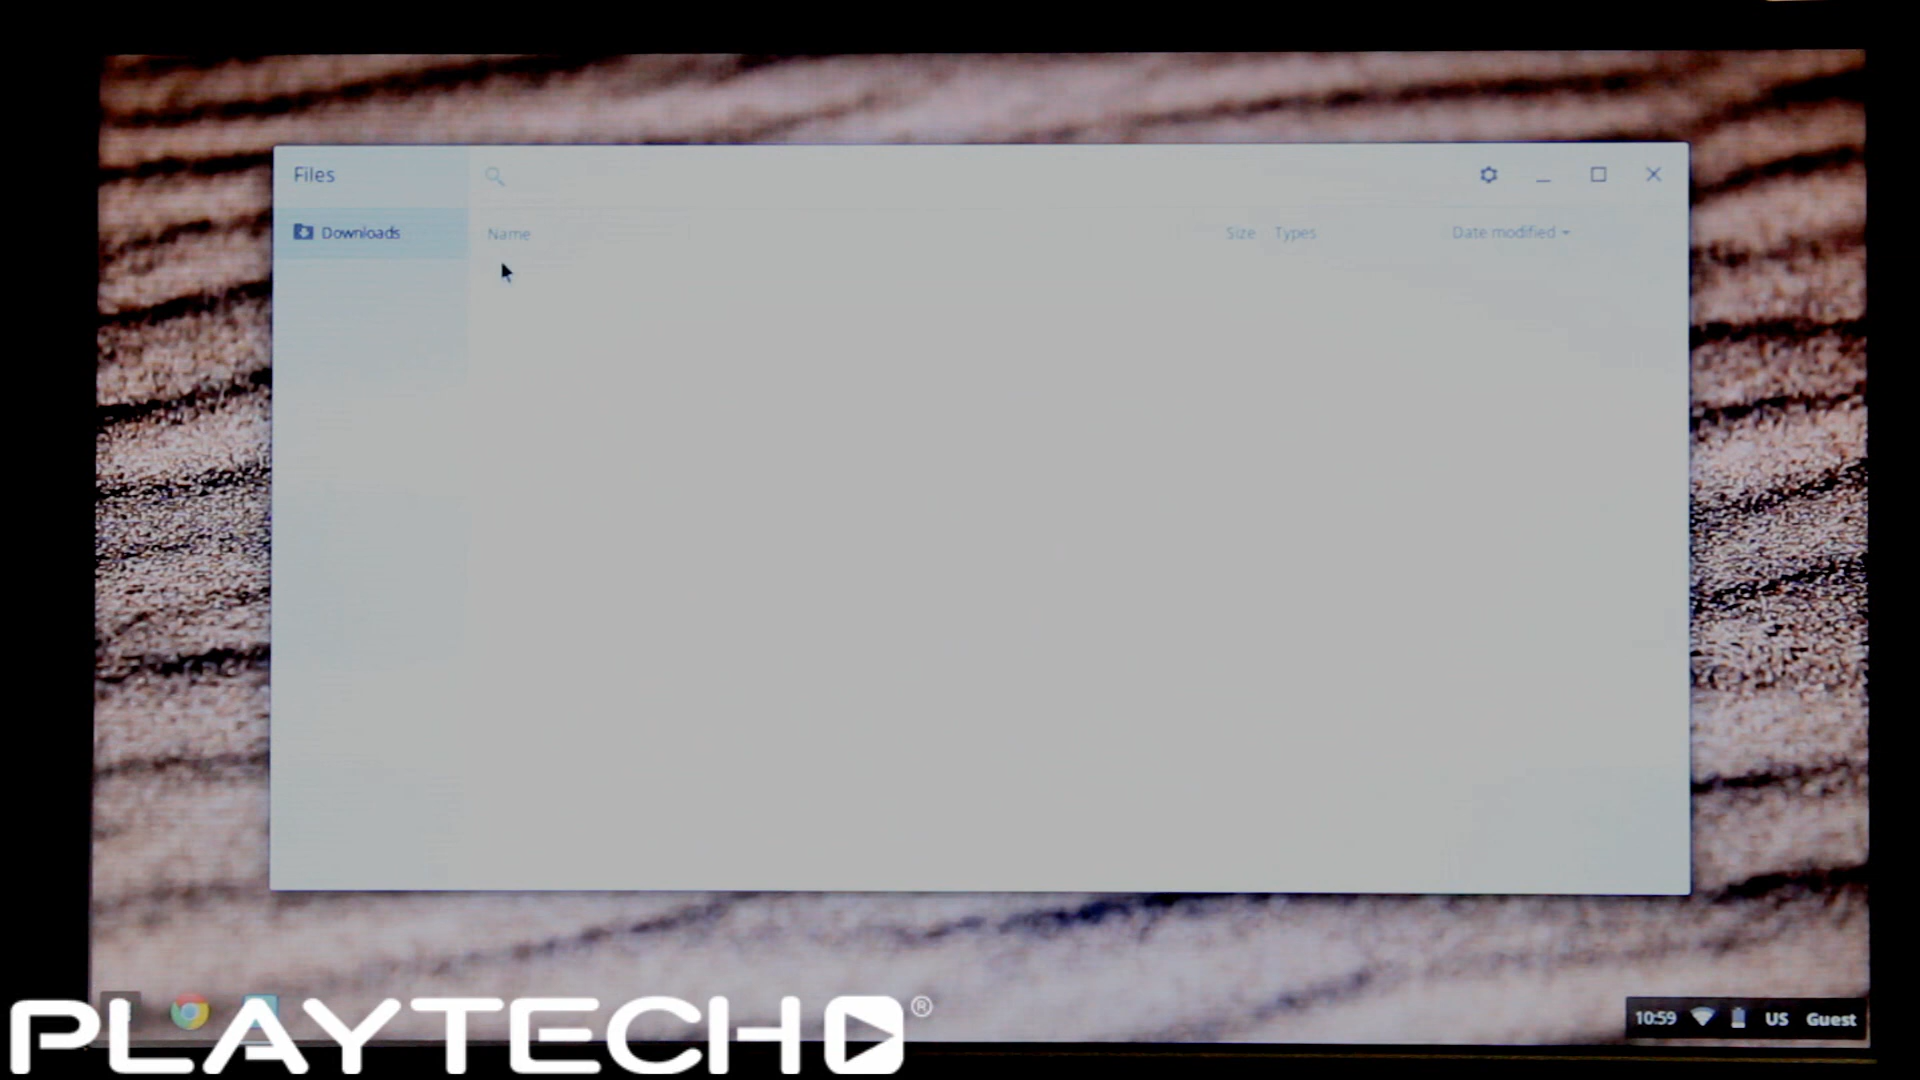 Files
Downloads
Name
Size
Types
Date modified
PLAYTECH®
10:59
US
Guest